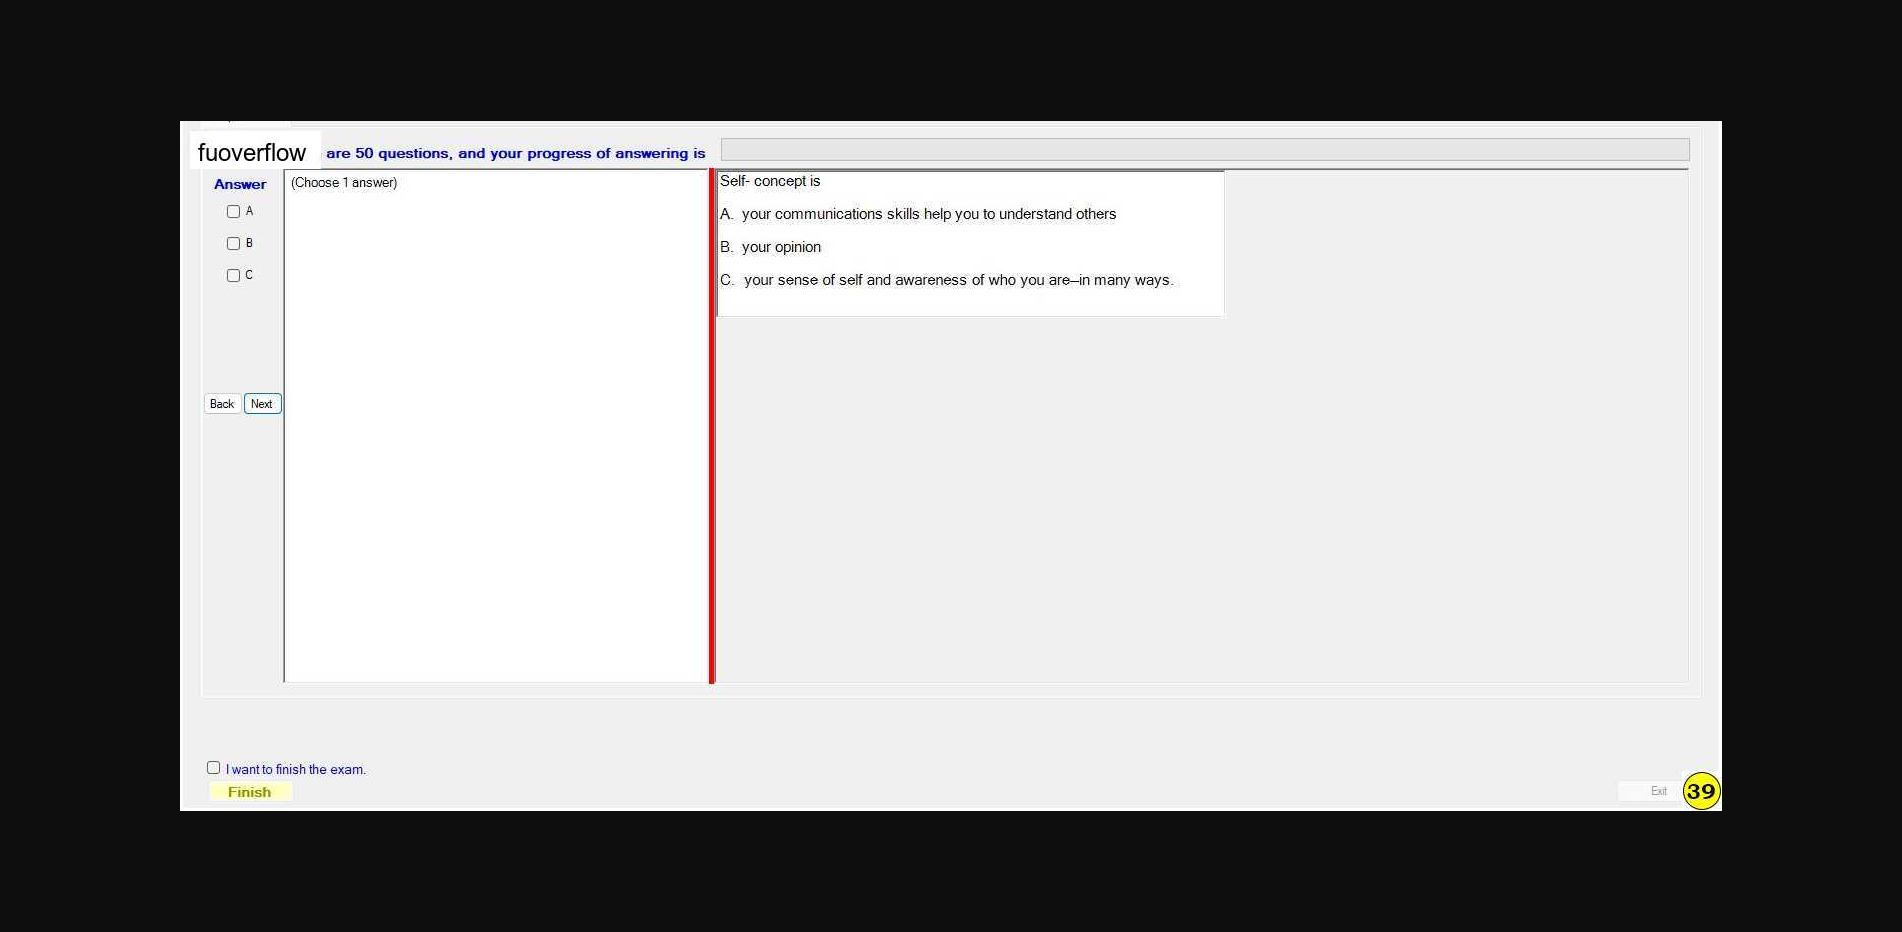 fuoverflow are 50 questions, and your progress of answering is
Answer
(Choose 1 answer)
A
B
C
Back Next
Self- concept is
A. your communications skills help you to understand others
B. your opinion
C. your sense of self and awareness of who you are–in many ways.
I want to finish the exam.
Finish
Exit
39